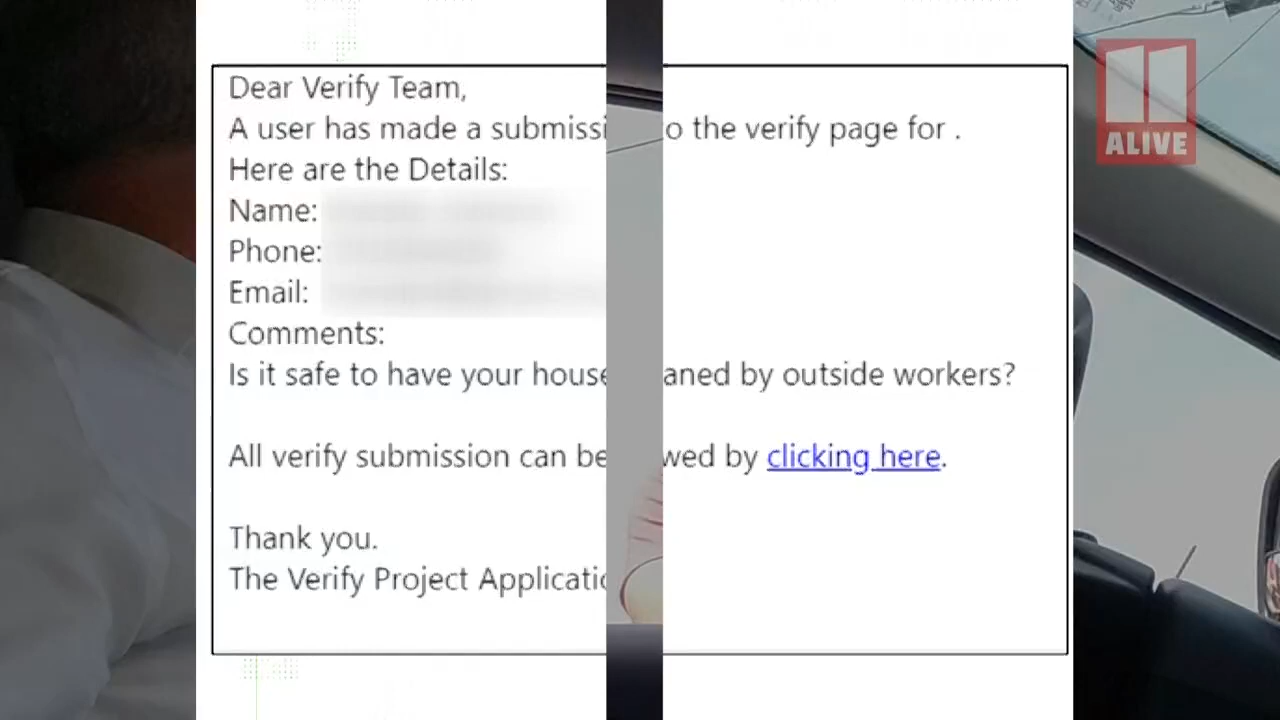 Dear Verify Team,
A user has made a submissi o the verify page for .
Here are the Details:
Name:
Phone:
Email:
Comments:
Is it safe to have your house aned by outside workers?
All verify submission can be wed by clicking here.
Thank you.
The Verify Project Applicatio
11
ALIVE